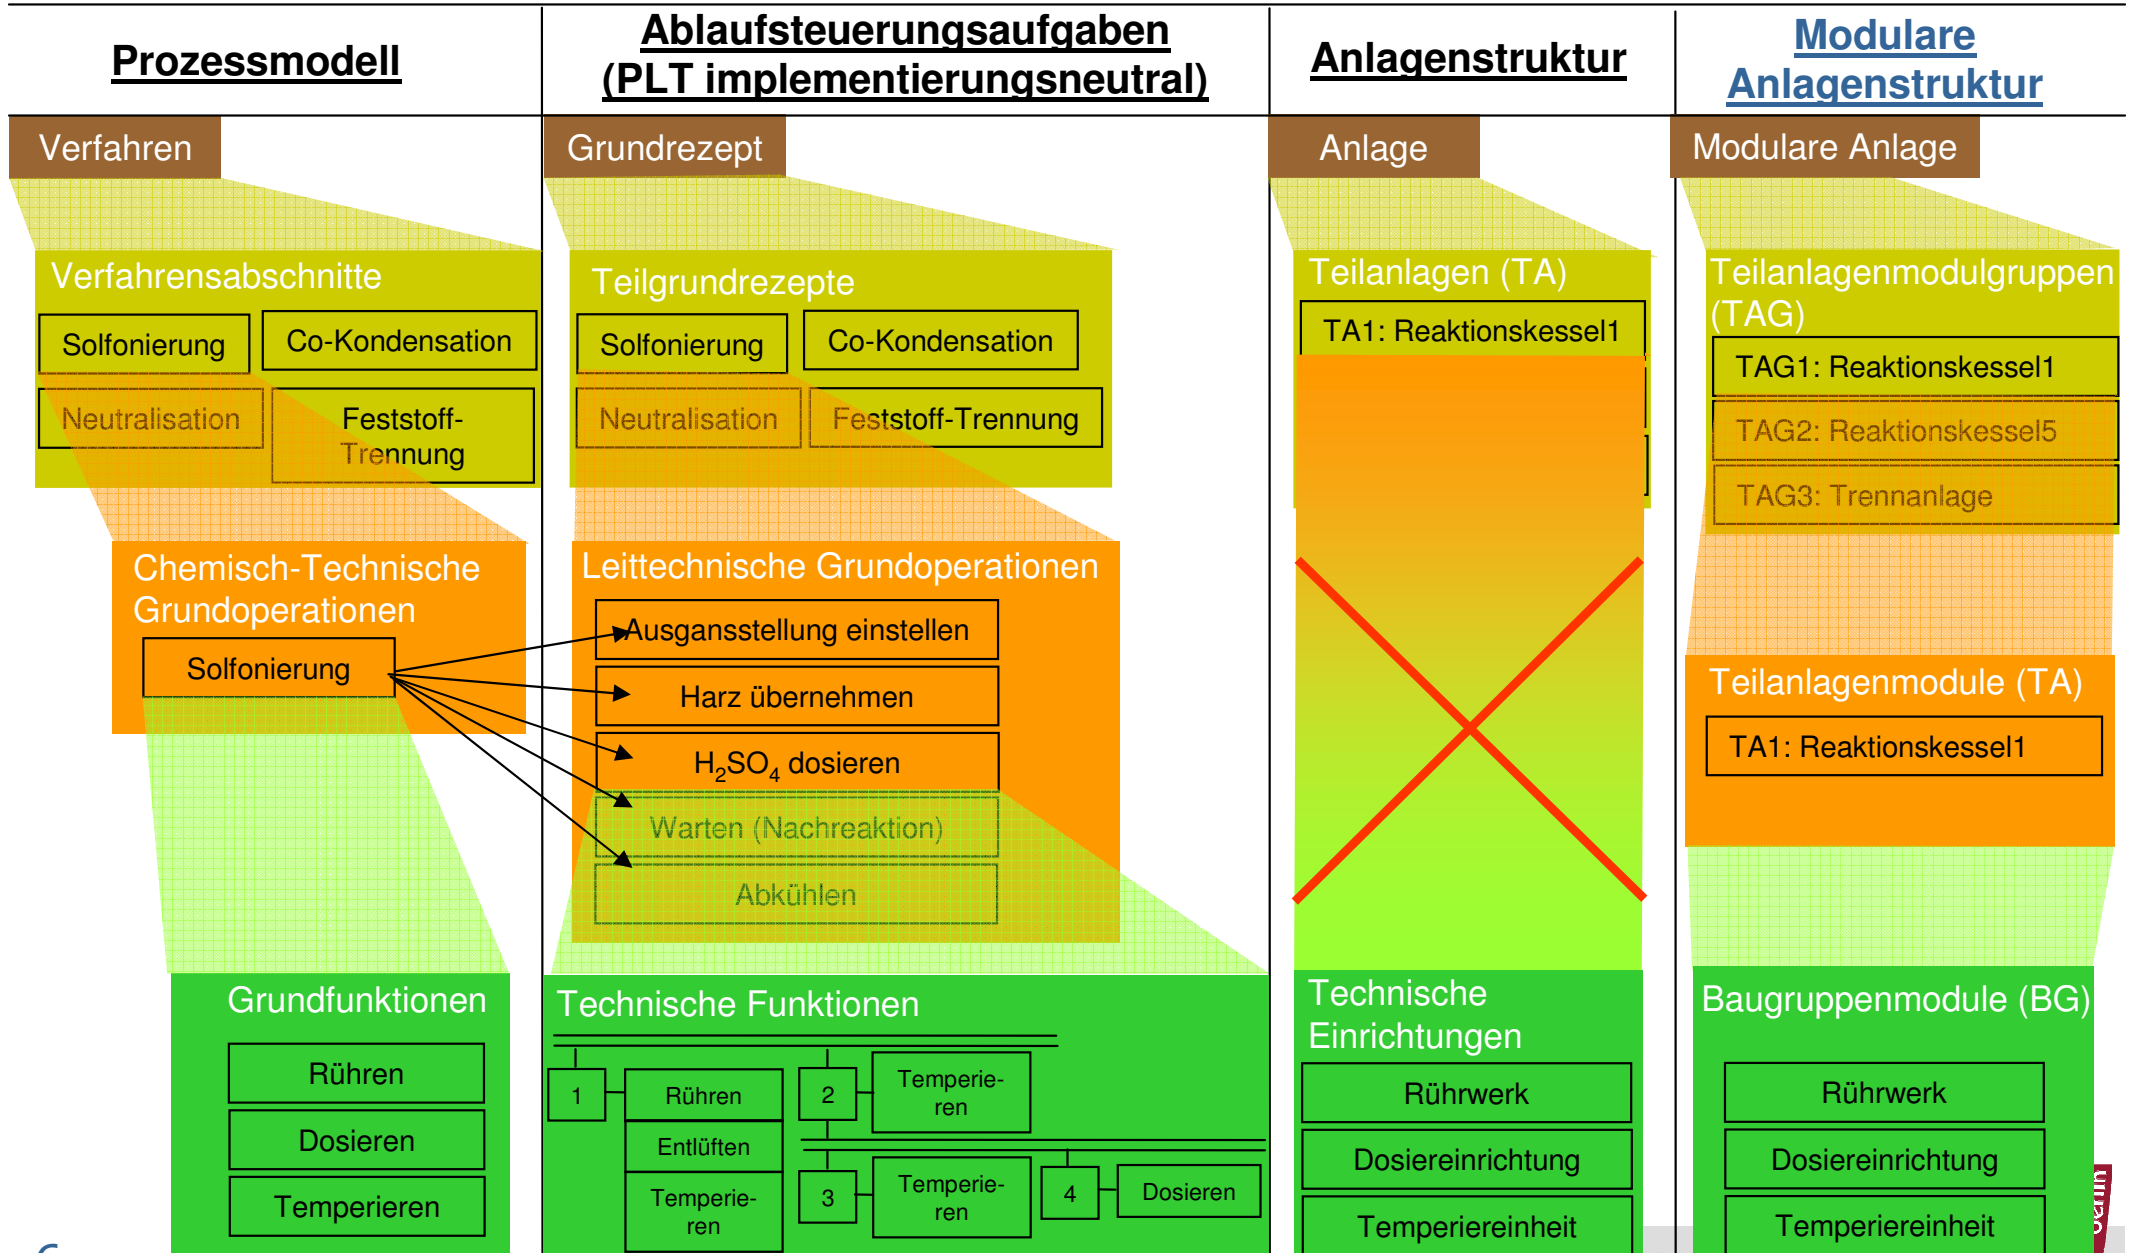 Prozessmodell
Ablaufsteuerungsaufgaben
(PLT implementierungsneutral)
Anlagenstruktur
Modulare
Anlagenstruktur
Verfahren
Verfahrensabschnitte
Solfonierung
Co-Kondensation
Neutralisation
Feststoff-
Trennung
Chemisch-Technische
Grundoperationen
Solfonierung
Grundfunktionen
Rühren
Dosieren
Temperieren
Grundrezept
Teilgrundrezepte
Solfonierung
Co-Kondensation
Neutralisation
Feststoff-Trennung
Leittechnische Grundoperationen
Ausgansstellung einstellen
Harz übernehmen
H₂SO₄ dosieren
Warten (Nachreaktion)
Abkühlen
Technische Funktionen
1
Rühren
Entlüften
Temperie-
ren
2
Temperie-
ren
3
Temperie-
ren
4
Dosieren
Anlage
Teilanlagen (TA)
TA1: Reaktionskessel1
Technische
Einrichtungen
Rührwerk
Dosiereinrichtung
Temperiereinheit
Modulare Anlage
Teilanlagenmodulgruppen
(TAG)
TAG1: Reaktionskessel1
TAG2: Reaktionskessel5
TAG3: Trennanlage
Teilanlagenmodule (TA)
TA1: Reaktionskessel1
Baugruppenmodule (BG)
Rührwerk
Dosiereinrichtung
Temperiereinheit